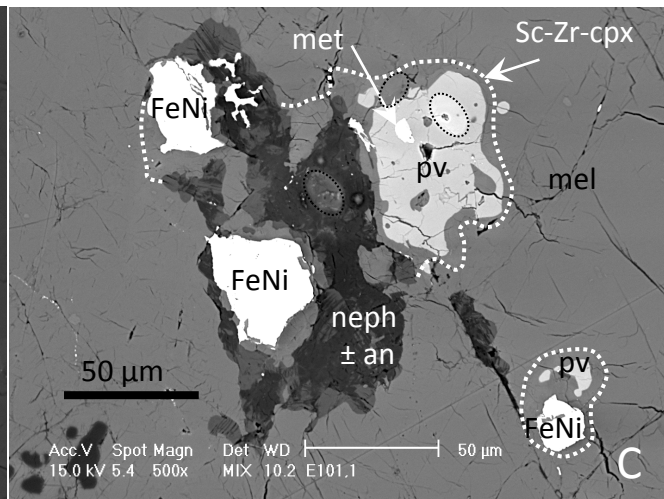 met
Sc-Zr-cpx
FeNi
pv
mel
FeNi
neph
± an
50 µm
pv
FeNi
Acc.V Spot Magn Det WD 50 µm
15.0 kV 5.4 500x MIX 10.2 E101,1
C